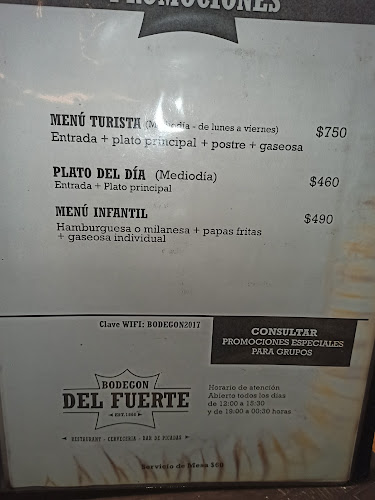 PROMOCIONES
MENÚ TURISTA (Mediodía - de lunes a viernes) $750
Entrada + plato principal + postre + gaseosa
PLATO DEL DÍA (Mediodía) $460
Entrada + Plato principal
MENÚ INFANTIL $490
Hamburguesa o milanesa + papas fritas
+ gaseosa individual
Clave WIFI: BODEGON2017
CONSULTAR
PROMOCIONES ESPECIALES
PARA GRUPOS
BODEGON
DEL FUERTE
RESTAURANT - CERVECERIA - BAR DE PICADAS
Horario de atención
Abierto todos los días
de 12:00 a 15:30
y de 19:00 a 00:30 horas
Servicio de Mesa